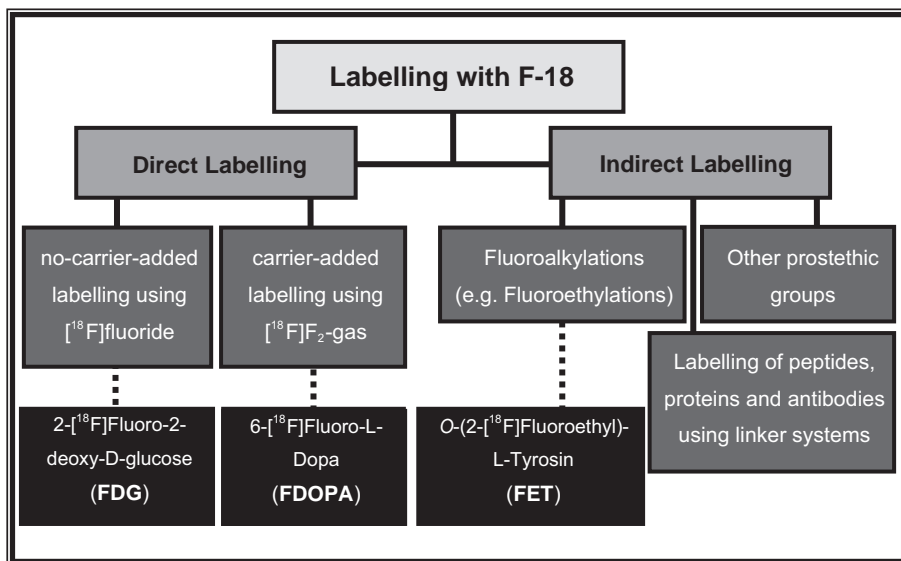 Labelling with F-18
Direct Labelling
Indirect Labelling
no-carrier-added
labelling using
[¹⁸F]fluoride
carrier-added
labelling using
[¹⁸F]F₂-gas
Fluoroalkylations
(e.g. Fluoroethylations)
Other prostethic
groups
Labelling of peptides,
proteins and antibodies
using linker systems
2-[¹⁸F]Fluoro-2-
deoxy-D-glucose
(FDG)
6-[¹⁸F]Fluoro-L-
Dopa
(FDOPA)
O-(2-[¹⁸F]Fluoroethyl)-
L-Tyrosin
(FET)